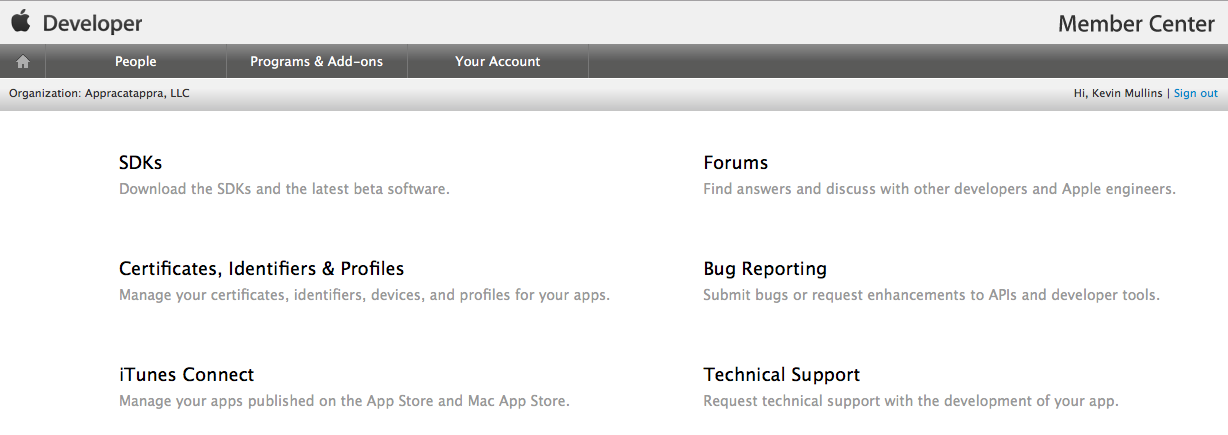 Developer
Member Center
People
Programs & Add-ons
Your Account
Organization: Appracatappra, LLC
Hi, Kevin Mullins | Sign out
SDKs
Download the SDKs and the latest beta software.
Forums
Find answers and discuss with other developers and Apple engineers.
Certificates, Identifiers & Profiles
Manage your certificates, identifiers, devices, and profiles for your apps.
Bug Reporting
Submit bugs or request enhancements to APIs and developer tools.
iTunes Connect
Manage your apps published on the App Store and Mac App Store.
Technical Support
Request technical support with the development of your app.